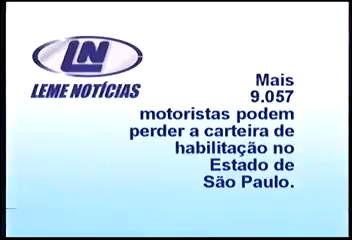 LN
LEME NOTÍCIAS
Mais
9.057
motoristas podem
perder a carteira de
habilitação no
Estado de
São Paulo.